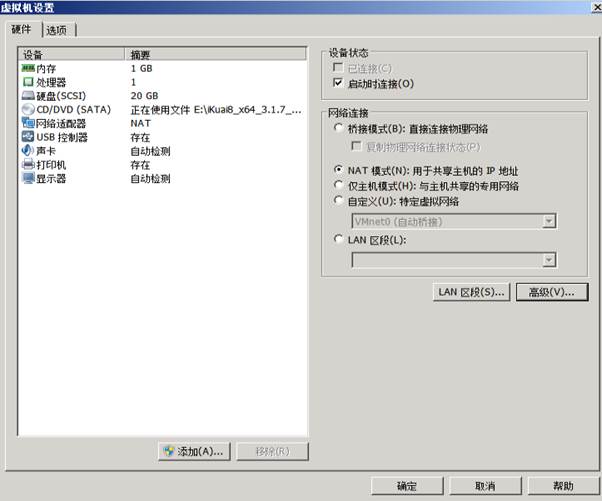 虚拟机设置
硬件 选项
设备 摘要
内存 1 GB
处理器 1
硬盘(SCSI) 20 GB
CD/DVD (SATA) 正在使用文件 E:\iKuai8_x64_3.1.7_...
网络适配器 NAT
USB 控制器 存在
声卡 自动检测
打印机 存在
显示器 自动检测
添加(A)...
移除(R)
设备状态
已连接(C)
启动时连接(O)
网络连接
桥接模式(B): 直接连接物理网络
复制物理网络连接状态(P)
NAT 模式(N): 用于共享主机的 IP 地址
仅主机模式(H): 与主机共享的专用网络
自定义(U): 特定虚拟网络
VMnet0 (自动桥接)
LAN 区段(L):
LAN 区段(S)... 高级(V)...
确定 取消 帮助